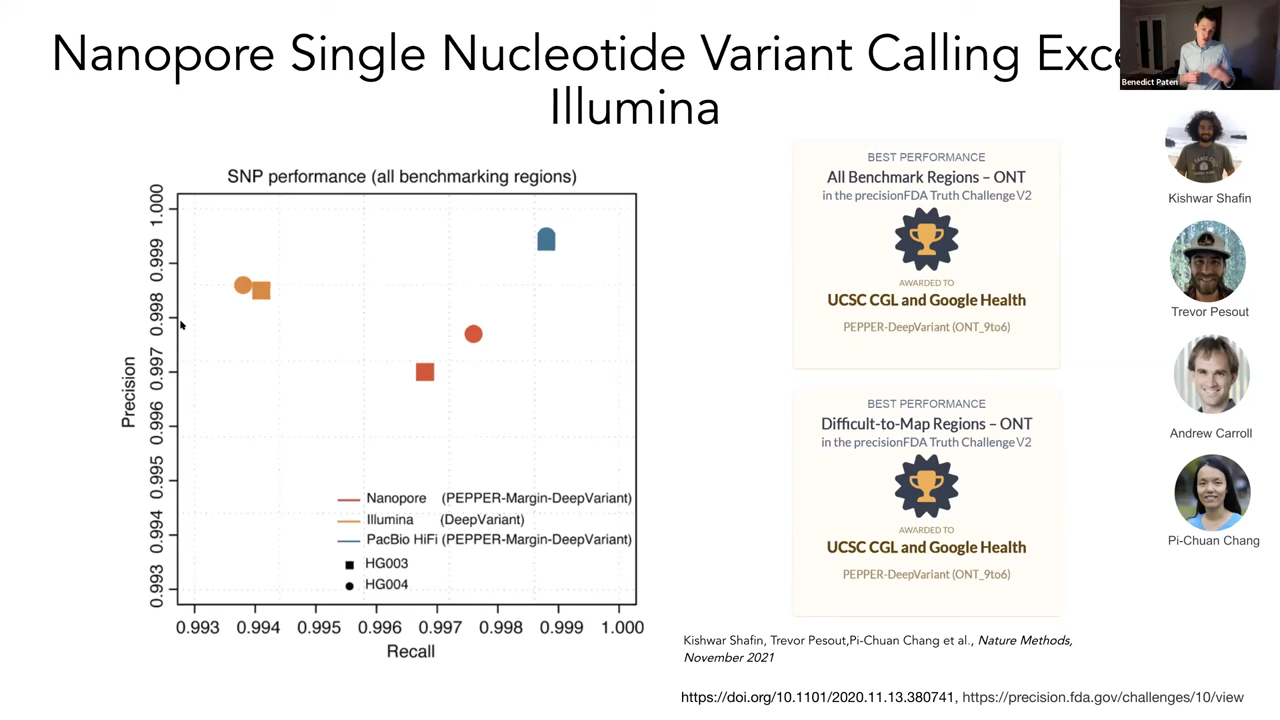 Nanopore Single Nucleotide Variant Calling Exce
Illumina
Benedict Paten
SNP performance (all benchmarking regions)
Precision
1.000
0.999
0.998
0.997
0.996
0.995
0.994
0.993
Nanopore (PEPPER-Margin-DeepVariant)
Illumina (DeepVariant)
PacBio HiFi (PEPPER-Margin-DeepVariant)
HG003
HG004
0.993 0.994 0.995 0.996 0.997 0.998 0.999 1.000
Recall
BEST PERFORMANCE
All Benchmark Regions – ONT
in the precisionFDA Truth Challenge V2
AWARDED TO
UCSC CGL and Google Health
PEPPER-DeepVariant (ONT_9to6)
BEST PERFORMANCE
Difficult-to-Map Regions – ONT
in the precisionFDA Truth Challenge V2
AWARDED TO
UCSC CGL and Google Health
PEPPER-DeepVariant (ONT_9to6)
Kishwar Shafin
Trevor Pesout
Andrew Carroll
Pi-Chuan Chang
Kishwar Shafin, Trevor Pesout,Pi-Chuan Chang et al., Nature Methods,
November 2021
https://doi.org/10.1101/2020.11.13.380741, https://precision.fda.gov/challenges/10/view